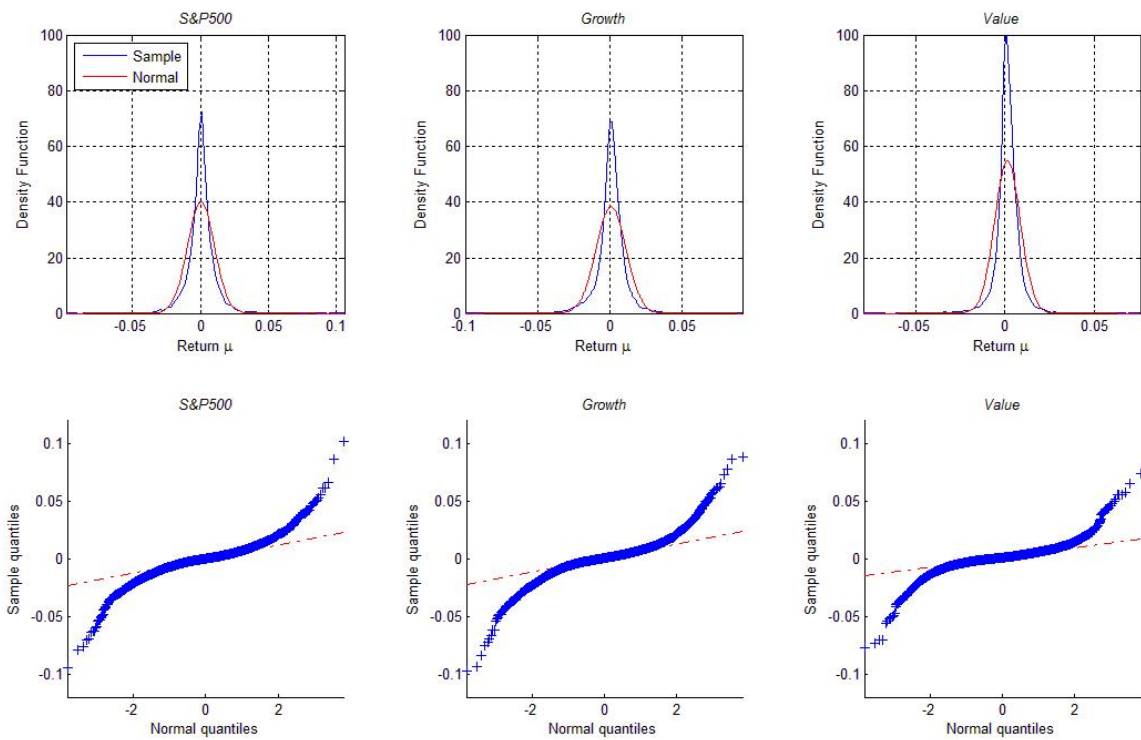 S&P500
100
80
60
40
20
0
Density Function
Sample
Normal
-0.05
0
0.05
0.1
Return μ
Growth
100
80
60
40
20
0
Density Function
-0.1
-0.05
0
0.05
Return μ
Value
100
80
60
40
20
0
Density Function
-0.05
0
0.05
Return μ
S&P500
0.1
0.05
0
-0.05
-0.1
Sample quantiles
-2
0
2
Normal quantiles
Growth
0.1
0.05
0
-0.05
-0.1
Sample quantiles
-2
0
2
Normal quantiles
Value
0.1
0.05
0
-0.05
-0.1
Sample quantiles
-2
0
2
Normal quantiles